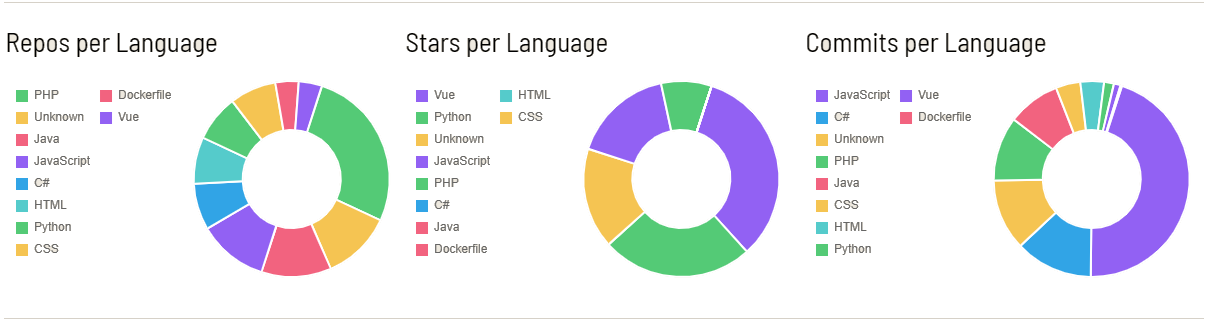 Repos per Language
PHP
Unknown
Java
JavaScript
C#
HTML
Python
CSS
Dockerfile
Vue
Stars per Language
Vue
Python
Unknown
JavaScript
PHP
C#
Java
Dockerfile
HTML
CSS
Commits per Language
JavaScript
C#
Unknown
PHP
Java
CSS
HTML
Python
Vue
Dockerfile